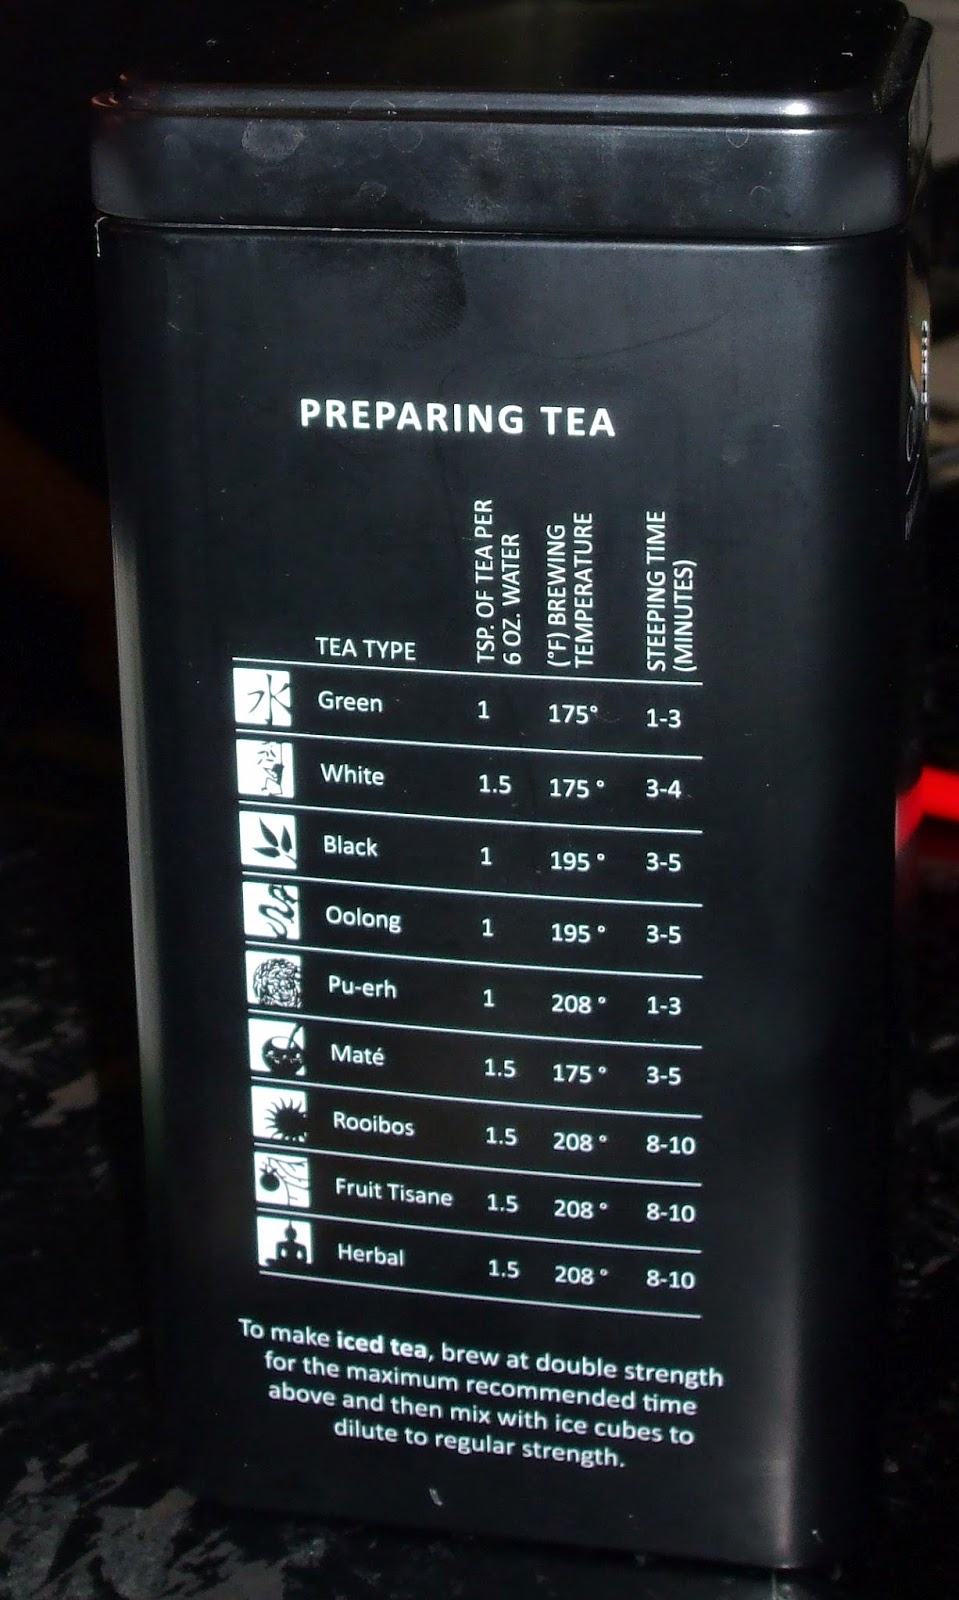 PREPARING TEA
TEA TYPE TSP. OF TEA PER 6 OZ. WATER (°F) BREWING TEMPERATURE STEEPING TIME (MINUTES)
水 Green 1 175° 1-3
White 1.5 175° 3-4
Black 1 195° 3-5
Oolong 1 195° 3-5
Pu-erh 1 208° 1-3
Maté 1.5 175° 3-5
Rooibos 1.5 208° 8-10
Fruit Tisane 1.5 208° 8-10
Herbal 1.5 208° 8-10
To make iced tea, brew at double strength
for the maximum recommended time
above and then mix with ice cubes to
dilute to regular strength.